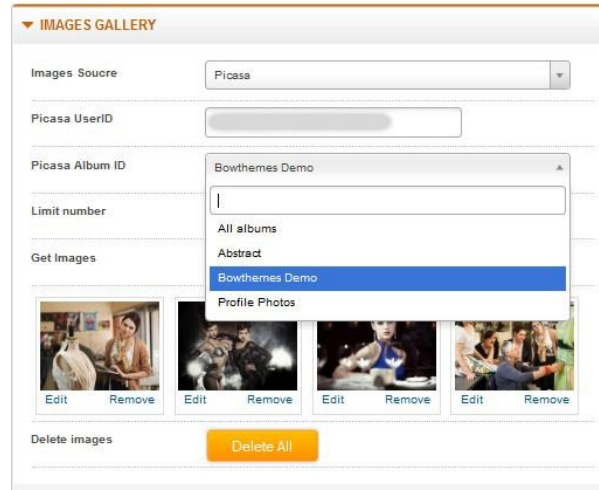 IMAGES GALLERY
Images Soucre
Picasa
Picasa UserID
Picasa Album ID
Bowthemes Demo
All albums
Abstract
Bowthemes Demo
Profile Photos
Limit number
Get Images
Edit Remove Edit Remove Edit Remove Edit Remove
Delete images
Delete All